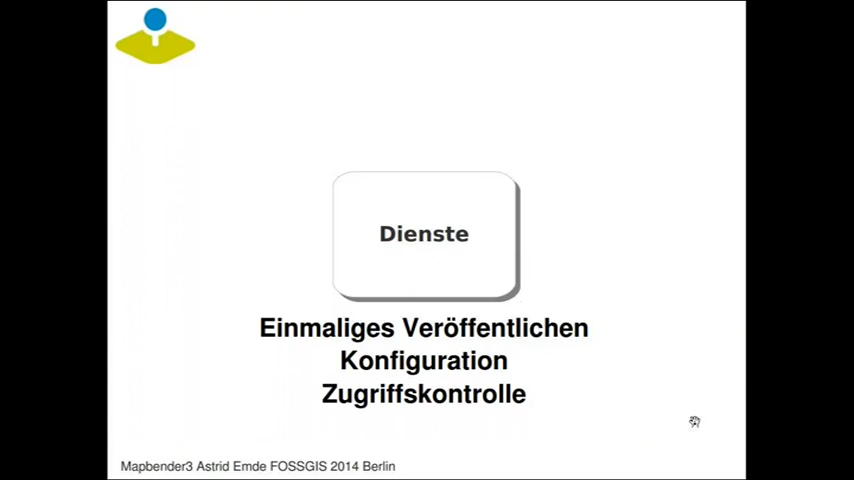 Dienste
Einmaliges Veröffentlichen
Konfiguration
Zugriffskontrolle
Mapbender3 Astrid Emde FOSSGIS 2014 Berlin